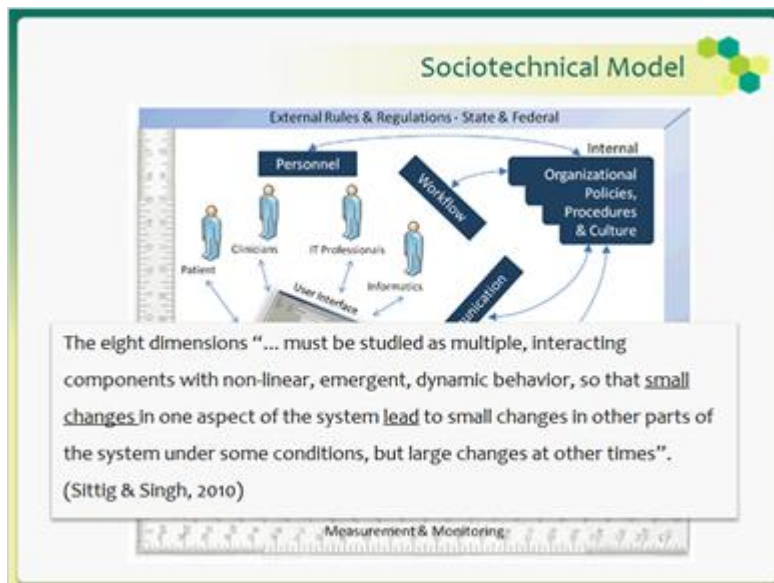 Sociotechnical Model
External Rules & Regulations - State & Federal
Internal
Personnel
Organizational
Policies,
Procedures
& Culture
Workflow
Clinicians
IT Professionals
Patient
Informatics
User Interface
The eight dimensions “... must be studied as multiple, interacting
components with non-linear, emergent, dynamic behavior, so that small
changes in one aspect of the system lead to small changes in other parts of
the system under some conditions, but large changes at other times”.
(Sittig & Singh, 2010)
Measurement & Monitoring